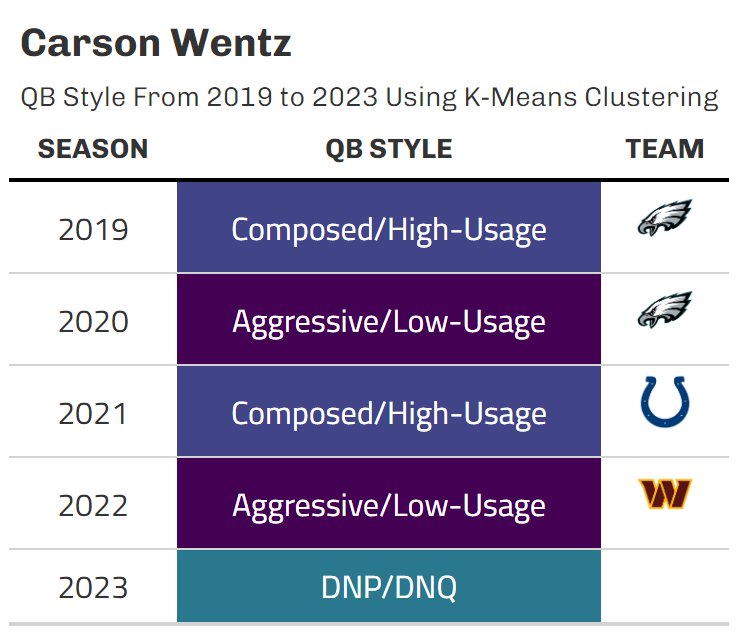 Carson Wentz
QB Style From 2019 to 2023 Using K-Means Clustering
SEASON QB STYLE TEAM
2019 Composed/High-Usage
2020 Aggressive/Low-Usage
2021 Composed/High-Usage
2022 Aggressive/Low-Usage W
2023 DNP/DNQ